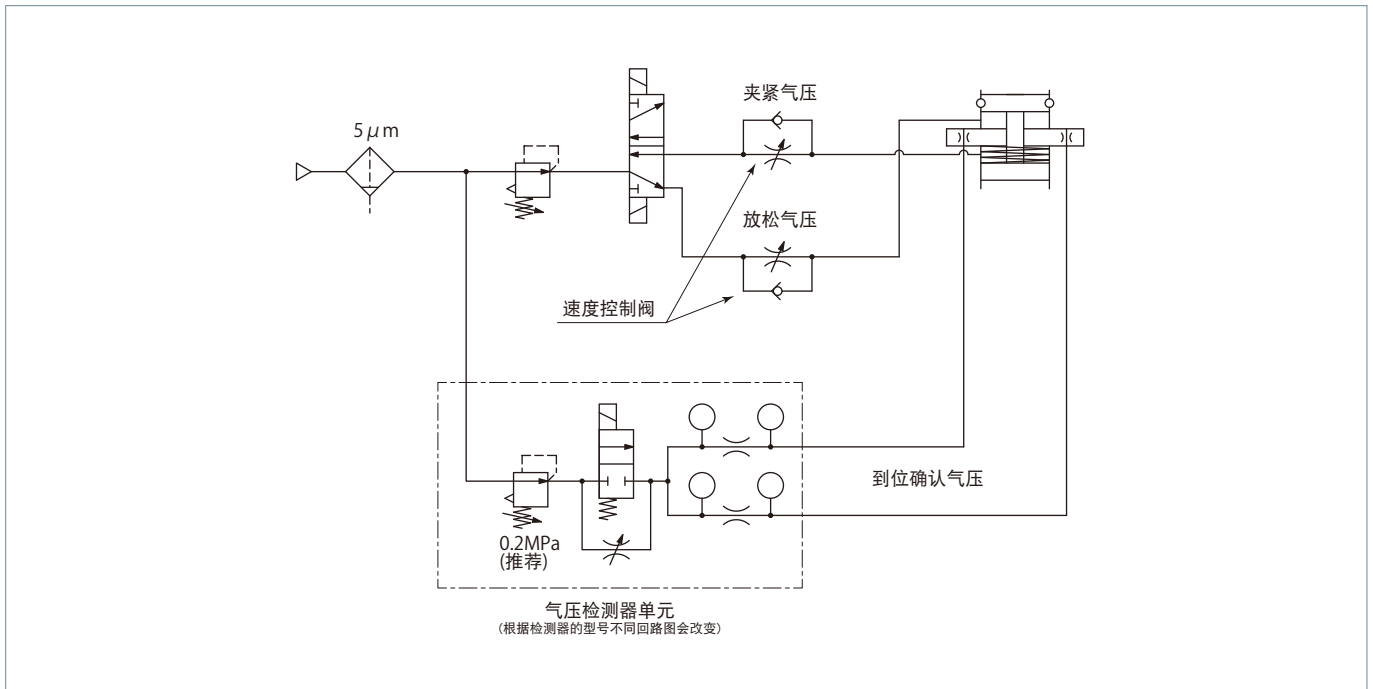 5μm
夹紧气压
放松气压
速度控制阀
到位确认气压
0.2MPa
(推荐)
气压检测器单元
(根据检测器的型号不同回路图会改变)